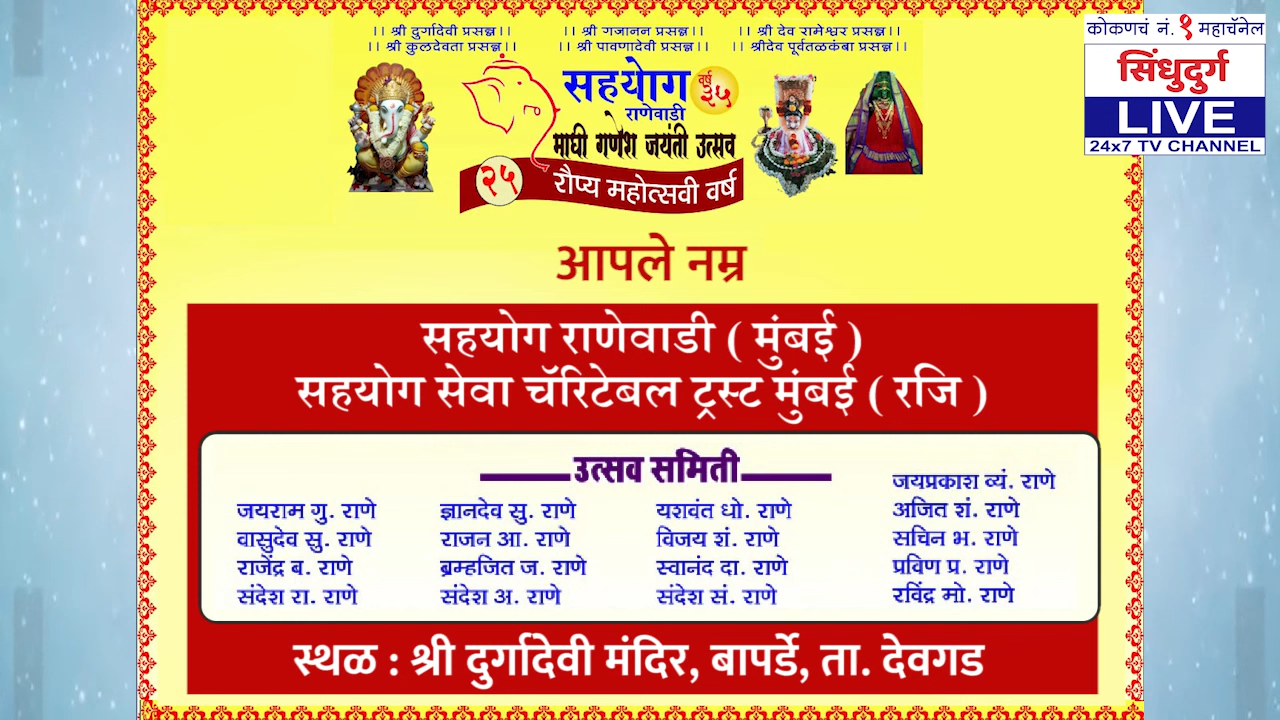 ।। श्री दुर्गादेवी प्रसन्न ।।
।। श्री गजानन प्रसन्न ।।
।। श्री देव रामेश्वर प्रसन्न ।।
।। श्री कुलदेवता प्रसन्न ।।
।। श्री पावणादेवी प्रसन्न ।।
।। श्रीदेव पूर्वतळकंबा प्रसन्न ।।
सहयोग
वर्ष ३५
राणेवाडी
माघी गणेश जयंती उत्सव
२५ रौप्य महोत्सवी वर्ष
कोकणचं नं. १ महाचॅनेल
सिंधुदुर्ग
LIVE
24x7 TV CHANNEL
आपले नम्र
सहयोग राणेवाडी ( मुंबई )
सहयोग सेवा चॅरिटेबल ट्रस्ट मुंबई ( रजि )
उत्सव समिती
जयराम गु. राणे
वासुदेव सु. राणे
राजेंद्र ब. राणे
संदेश रा. राणे
ज्ञानदेव सु. राणे
राजन आ. राणे
ब्रम्हजित ज. राणे
संदेश अ. राणे
यशवंत धो. राणे
विजय शं. राणे
स्वानंद दा. राणे
संदेश सं. राणे
जयप्रकाश व्यं. राणे
अजित शं. राणे
सचिन भ. राणे
प्रविण प्र. राणे
रविंद्र मो. राणे
स्थळ : श्री दुर्गादेवी मंदिर, बापर्डे, ता. देवगड